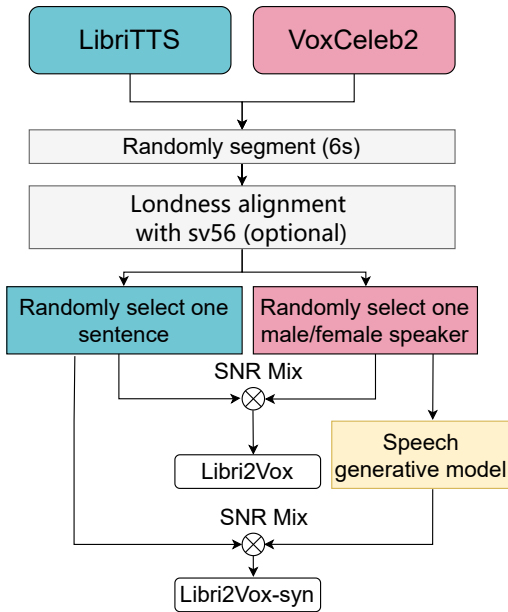 LibriTTS
VoxCeleb2
Randomly segment (6s)
Londness alignment
with sv56 (optional)
Randomly select one
sentence
Randomly select one
male/female speaker
SNR Mix
Speech
generative model
Libri2Vox
SNR Mix
Libri2Vox-syn